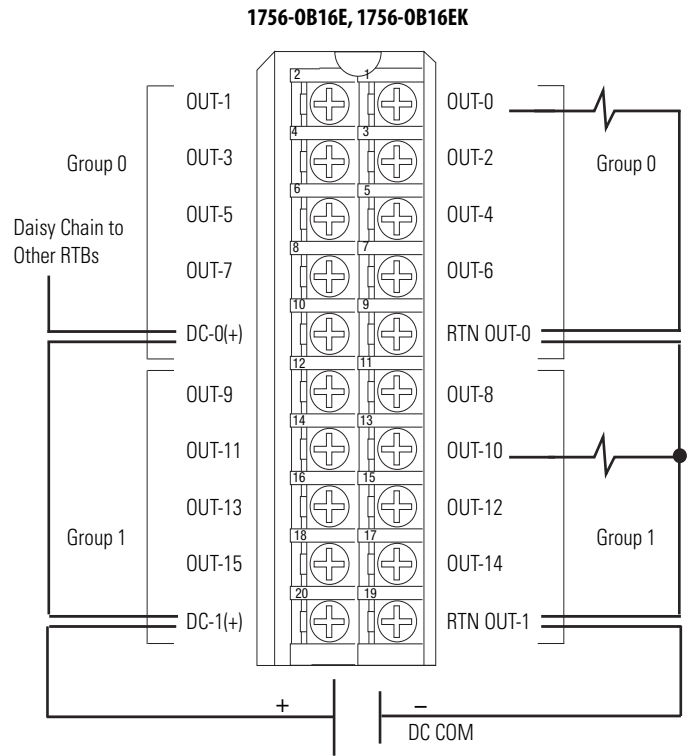 1756-OB16E, 1756-OB16EK
2 1
OUT-1 OUT-0
4 3
Group 0 OUT-3 OUT-2 Group 0
6 5
Daisy Chain to
Other RTBs
OUT-5 OUT-4
8 7
OUT-7 OUT-6
10 9
DC-0(+) RTN OUT-0
12 11
OUT-9 OUT-8
14 13
OUT-11 OUT-10
16 15
OUT-13 OUT-12
Group 1 Group 1
18 17
OUT-15 OUT-14
20 19
DC-1(+) RTN OUT-1
+ –
DC COM